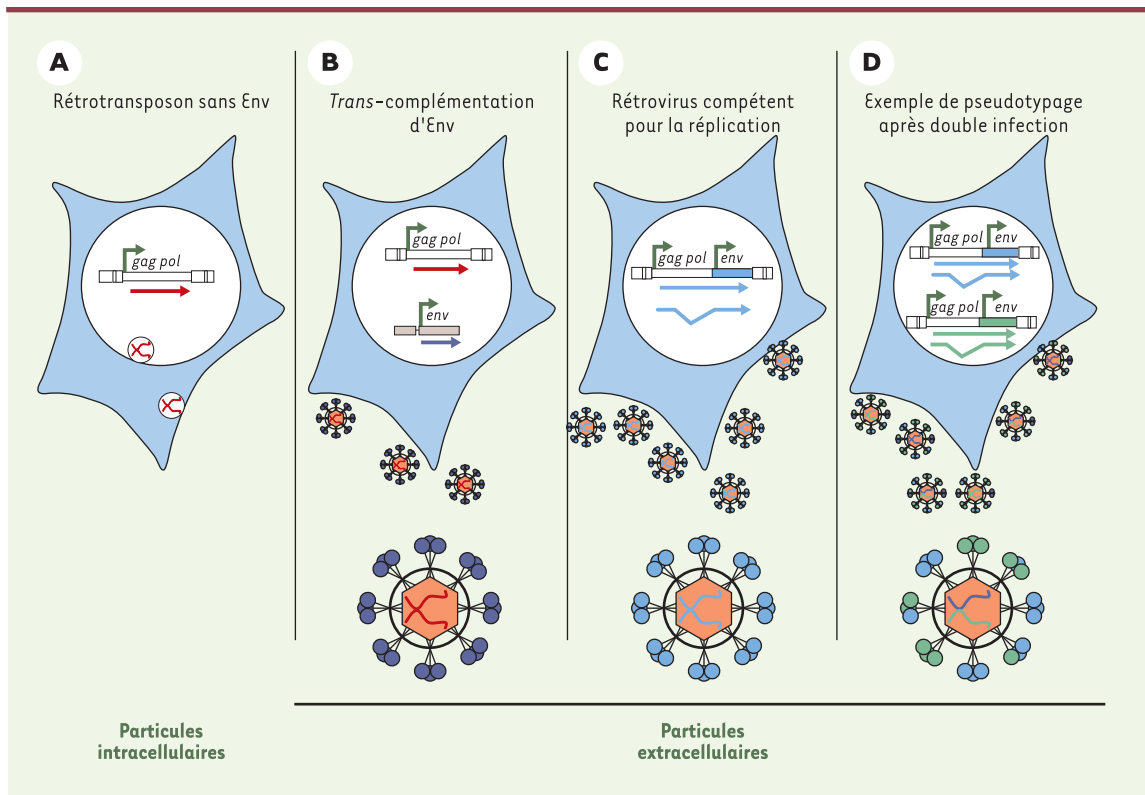 A
Rétrotransposon sans Env
gag pol
B
Trans-complémentation
d'Env
gag pol
env
C
Rétrovirus compétent
pour la réplication
gag pol env
D
Exemple de pseudotypage
après double infection
gag pol env
gag pol env
Particules
intracellulaires
Particules
extracellulaires